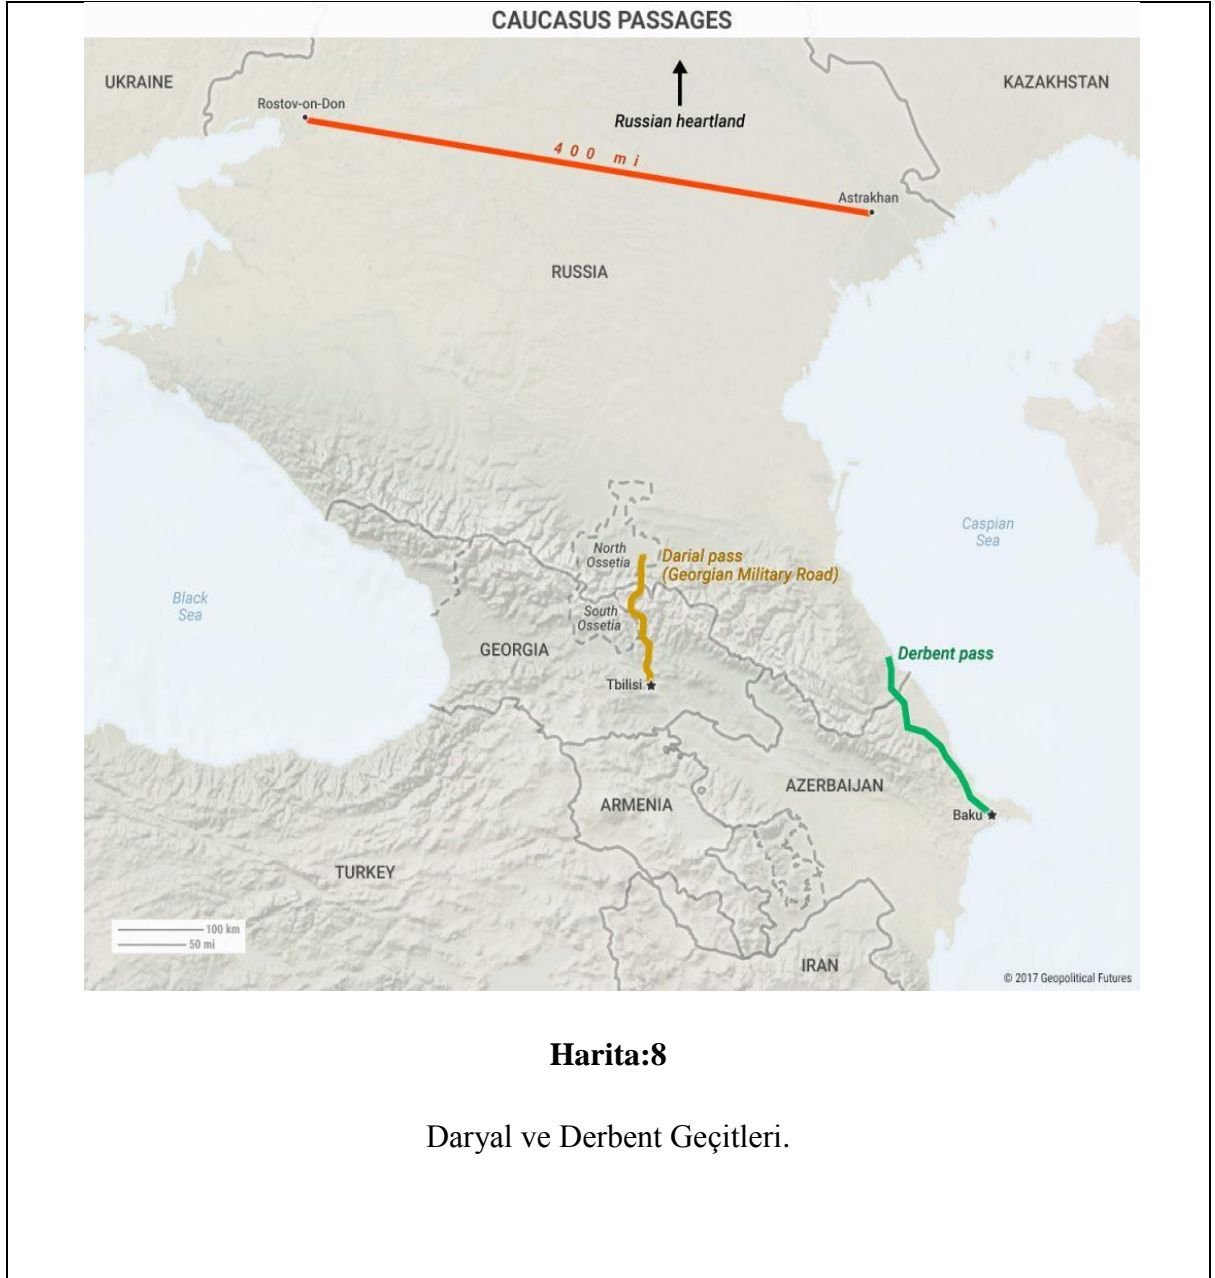 CAUCASUS PASSAGES
UKRAINE
KAZAKHSTAN
Rostov-on-Don
Russian heartland
400 mi
Astrakhan
RUSSIA
Caspian
Sea
North
Ossetia
Darial pass
(Georgian Military Road)
Black
Sea
South
Ossetia
GEORGIA
Derbent pass
Tbilisi
AZERBAIJAN
ARMENIA
Baku
TURKEY
100 km
50 mi
IRAN
© 2017 Geopolitical Futures
Harita:8
Daryal ve Derbent Geçitleri.